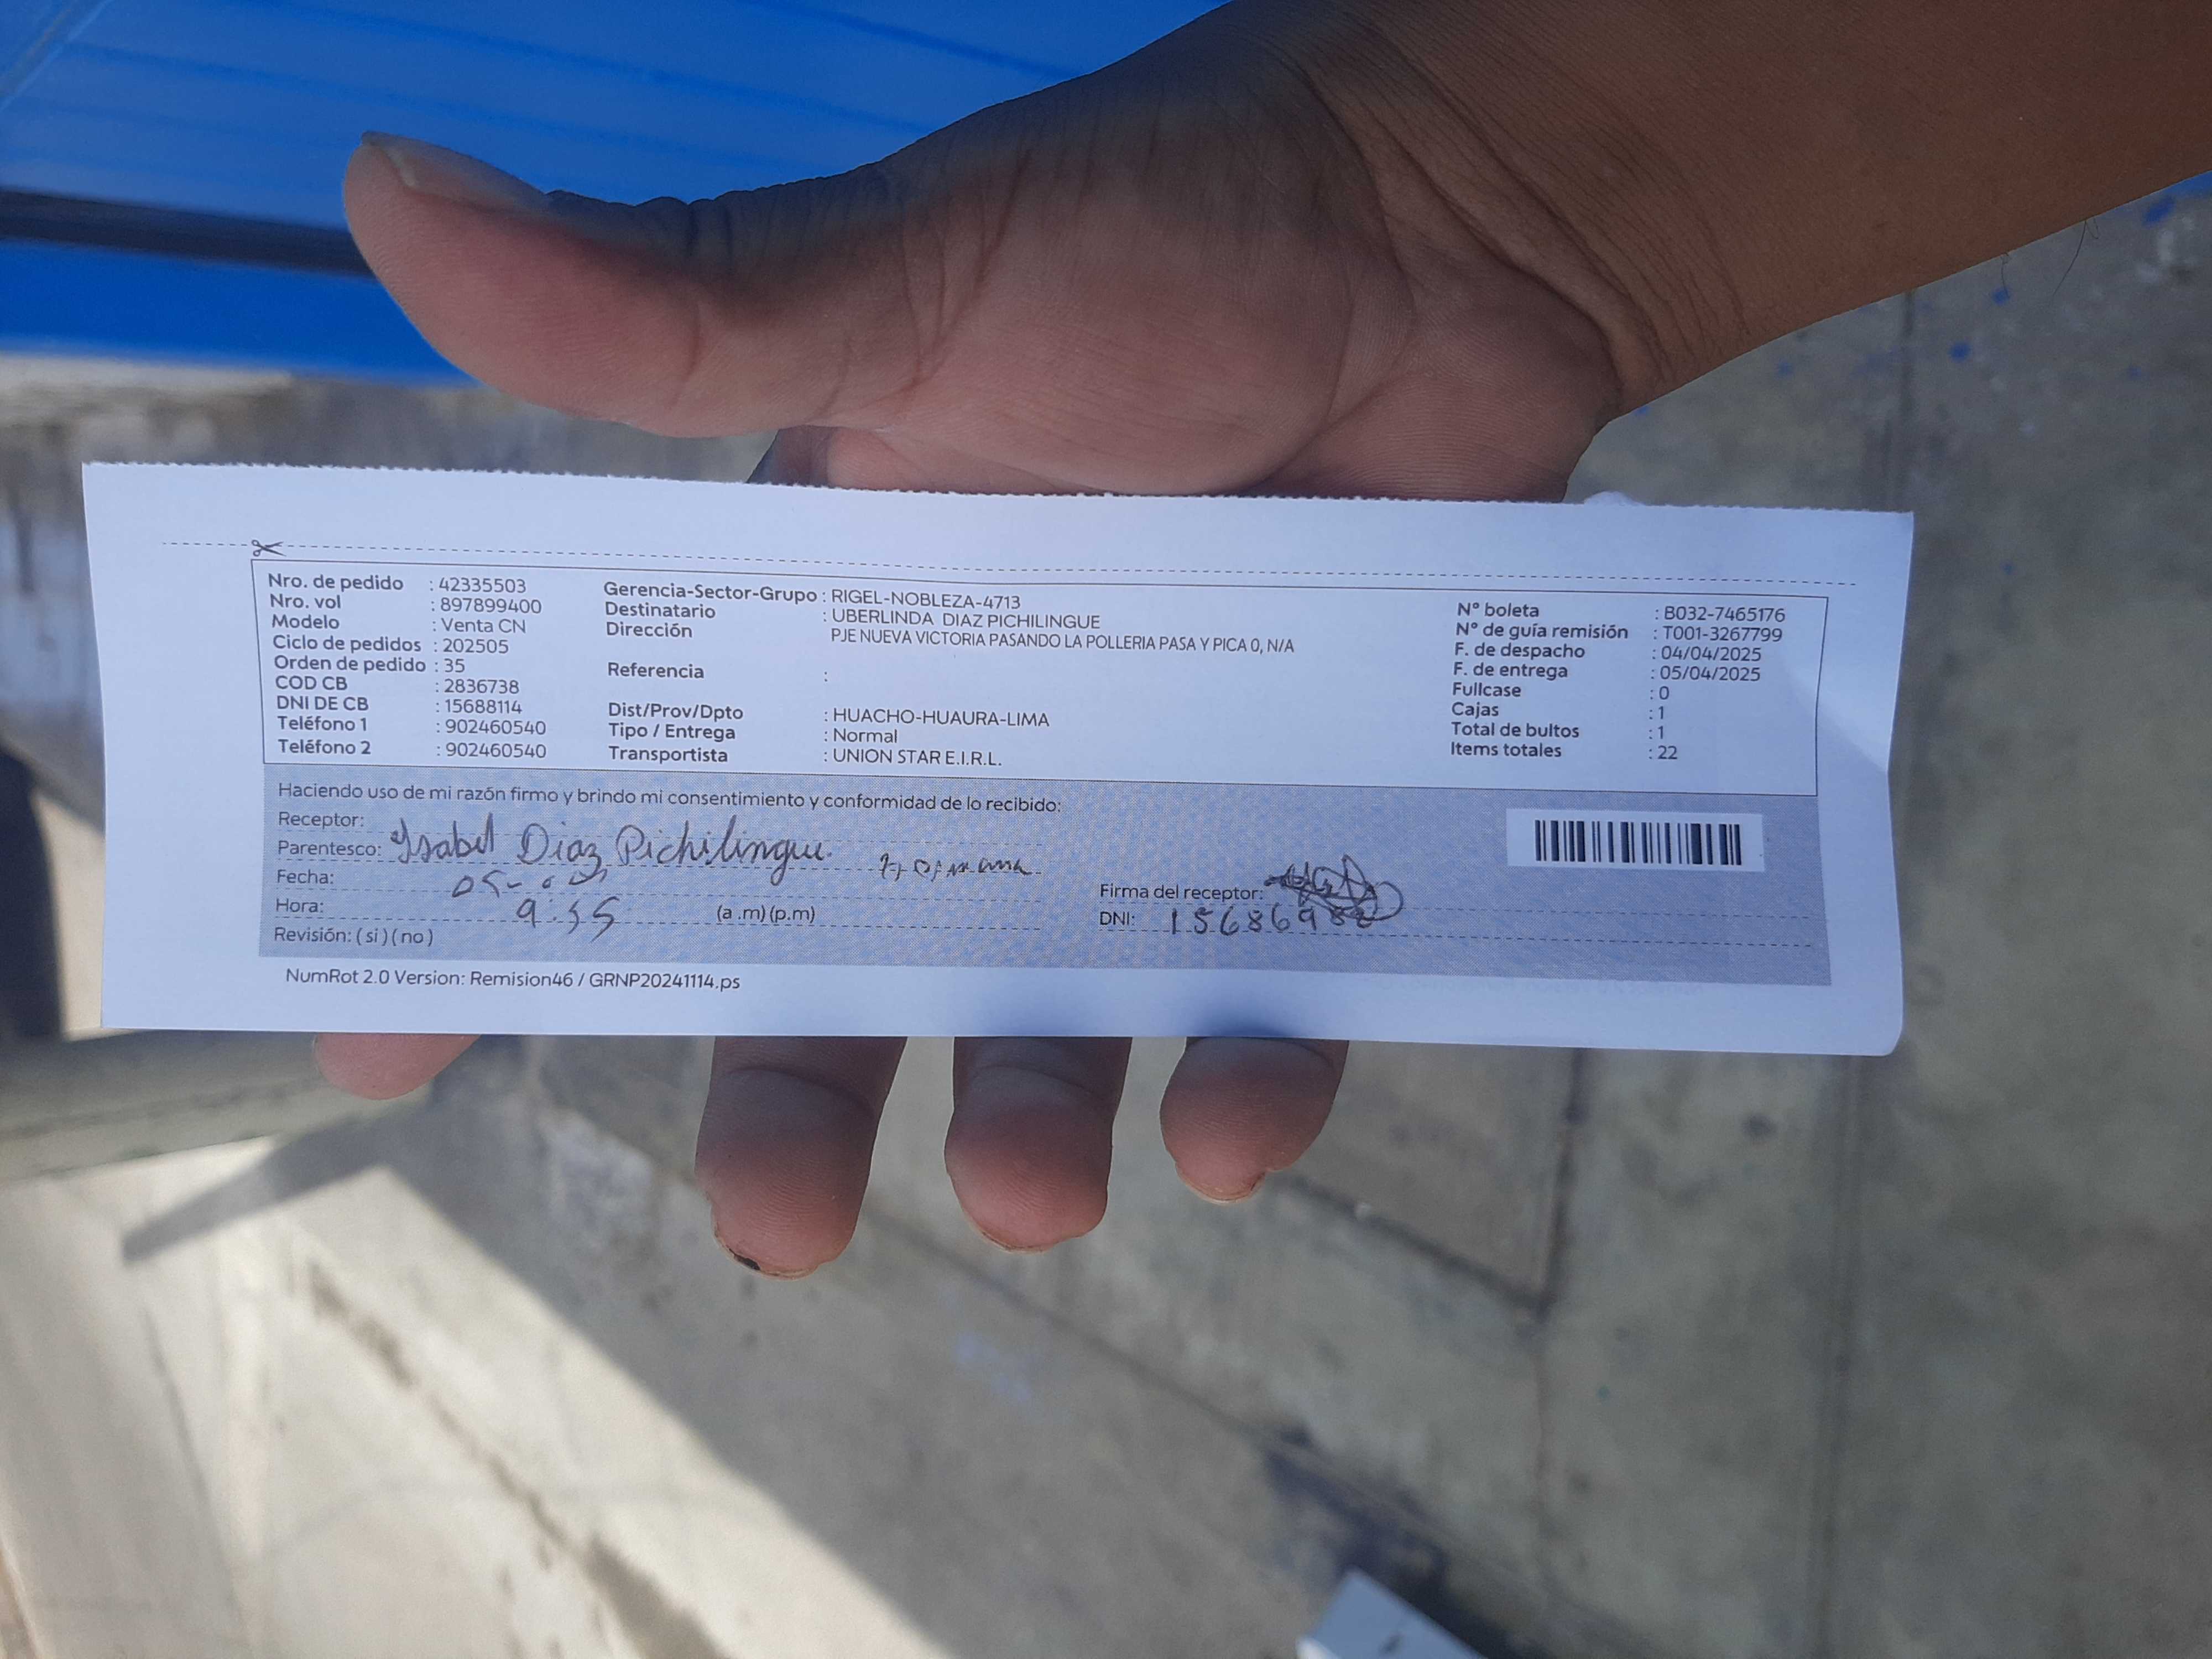 Nro. de pedido : 42335503
Nro. vol : 897899400
Modelo : Venta CN
Ciclo de pedidos : 202505
Orden de pedido : 35
COD CB : 2836738
DNI DE CB : 15688114
Teléfono 1 : 902460540
Teléfono 2 : 902460540
Gerencia-Sector-Grupo : RIGEL-NOBLEZA-4713
Destinatario : UBERLINDA DIAZ PICHILINGUE
Dirección PJE NUEVA VICTORIA PASANDO LA POLLERIA PASA Y PICA 0, N/A
Referencia :
Dist/Prov/Dpto : HUACHO-HUAURA-LIMA
Tipo / Entrega : Normal
Transportista : UNION STAR E.I.R.L.
N° boleta : B032-7465176
N° de guía remisión : T001-3267799
F. de despacho : 04/04/2025
F. de entrega : 05/04/2025
Fullcase : 0
Cajas : 1
Total de bultos : 1
Items totales : 22
Haciendo uso de mi razón firmo y brindo mi consentimiento y conformidad de lo recibido:
Receptor: Ysabel Diaz Pichilingue
Parentesco:
Fecha:
Hora: (a .m) (p.m)
Revisión: ( si ) ( no )
Firma del receptor:
DNI:
NumRot 2.0 Version: Remision46 / GRNP20241114.ps